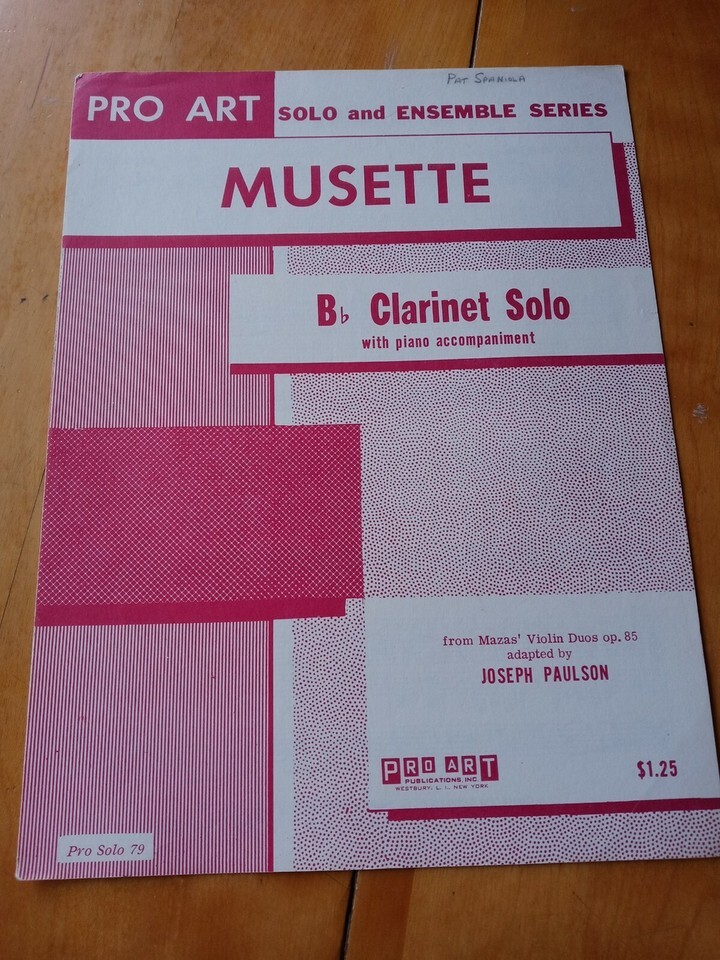 Pat Spaniola
PRO ART SOLO and ENSEMBLE SERIES
MUSETTE
B♭ Clarinet Solo
with piano accompaniment
from Mazas' Violin Duos op. 85
adapted by
JOSEPH PAULSON
PRO ART
PUBLICATIONS, INC.
WESTBURY, L. I., NEW YORK
$1.25
Pro Solo 79